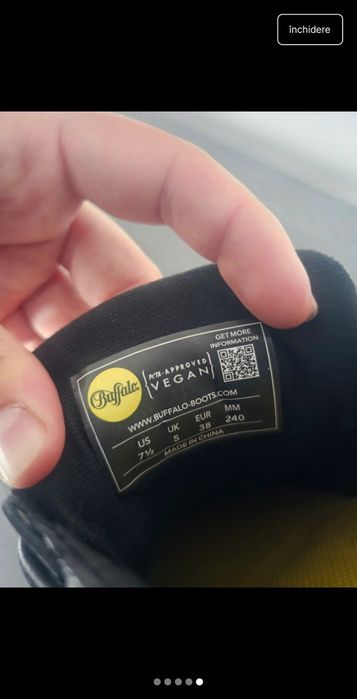 închidere
GET MORE
INFORMATION
Buffalo
PETA-APPROVED
VEGAN
WWW.BUFFALO-BOOTS.COM
US UK EUR MM
7½ 5 38 240
MADE IN CHINA